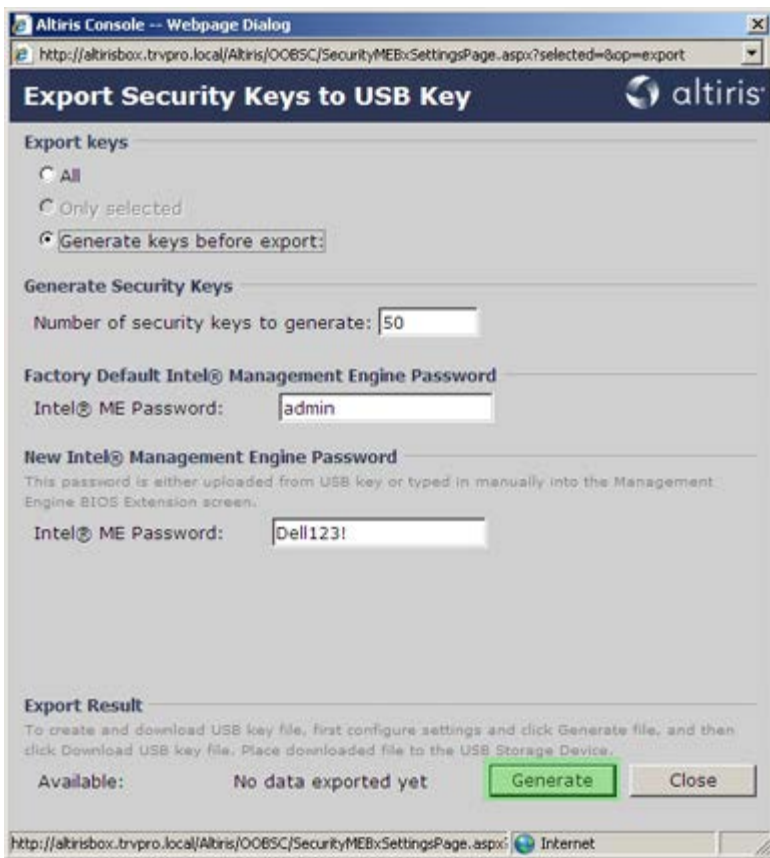 Altiris Console -- Webpage Dialog
http://altirisbox.trvpro.local/Altiris/OOBSC/SecurityMEBxSettingsPage.aspx?selected=&op=export
Export Security Keys to USB Key
altiris
Export keys
All
Only selected
Generate keys before export:
Generate Security Keys
Number of security keys to generate: 50
Factory Default Intel® Management Engine Password
Intel® ME Password: admin
New Intel® Management Engine Password
This password is either uploaded from USB key or typed in manually into the Management
Engine BIOS Extension screen.
Intel® ME Password: Dell123!
Export Result
To create and download USB key file, first configure settings and click Generate file, and then
click Download USB key file. Place downloaded file to the USB Storage Device.
Available: No data exported yet Generate Close
http://altirisbox.trvpro.local/Altiris/OOBSC/SecurityMEBxSettingsPage.aspx? Internet